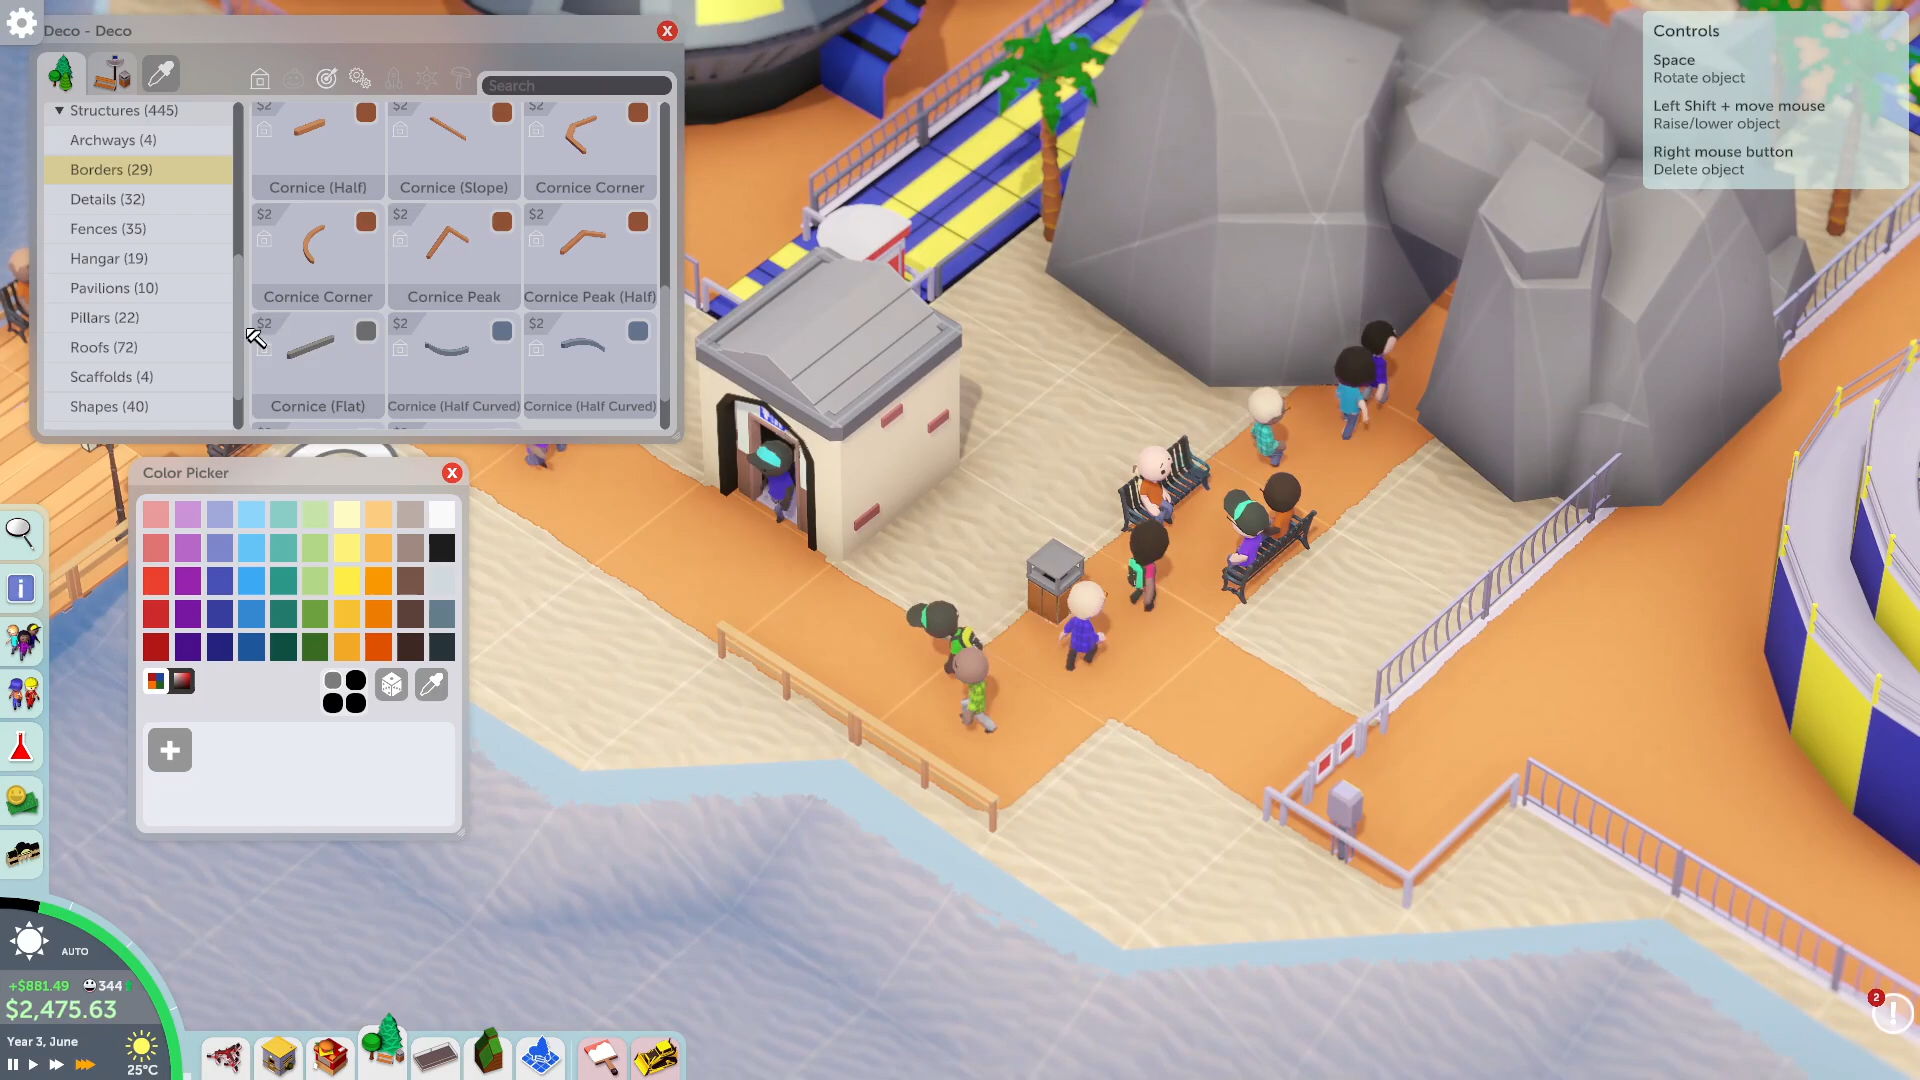 Deco - Deco
Search
Structures (445)
Archways (4)
Borders (29)
Details (32)
Fences (35)
Hangar (19)
Pavilions (10)
Pillars (22)
Roofs (72)
Scaffolds (4)
Shapes (40)
$2
$2
$2
Cornice (Half)
Cornice (Slope)
Cornice Corner
$2
$2
$2
Cornice Corner
Cornice Peak
Cornice Peak (Half)
$2
$2
$2
Cornice (Flat)
Cornice (Half Curved)
Cornice (Half Curved)
Color Picker
Controls
Space
Rotate object
Left Shift + move mouse
Raise/lower object
Right mouse button
Delete object
AUTO
+$881.49
344
$2,475.63
Year 3, June
25°C
2